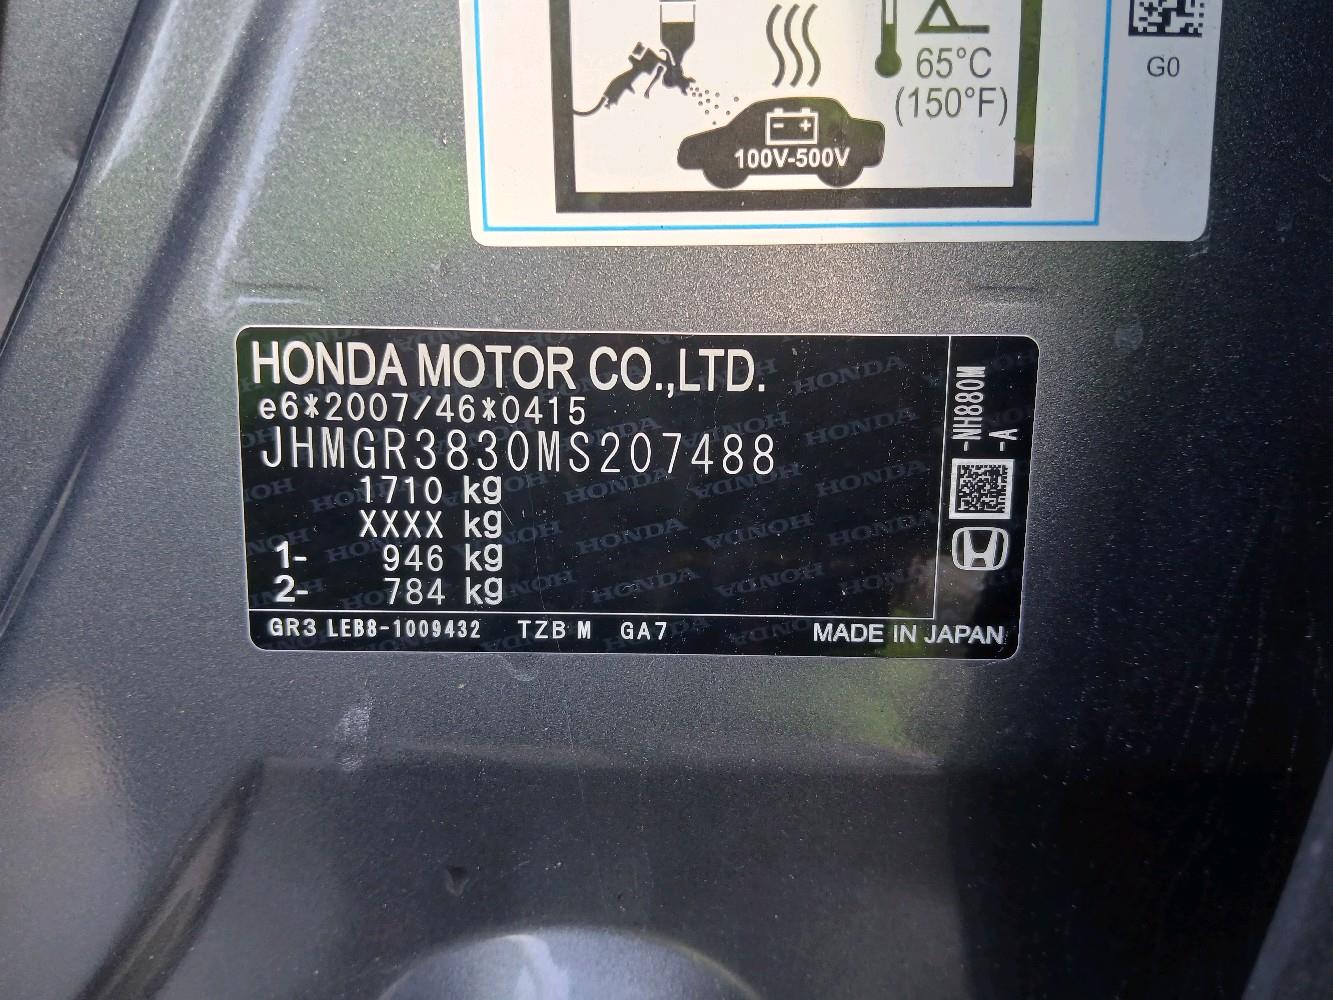 65°C
(150°F)
100V-500V
G0
HONDA MOTOR CO.,LTD.
e6*2007/46*0415
JHMGR3830MS207488
1710 kg
XXXX kg
1- 946 kg
2- 784 kg
GR3 LEB8-1009432 TZB M GA7 MADE IN JAPAN
-NH880M
-A